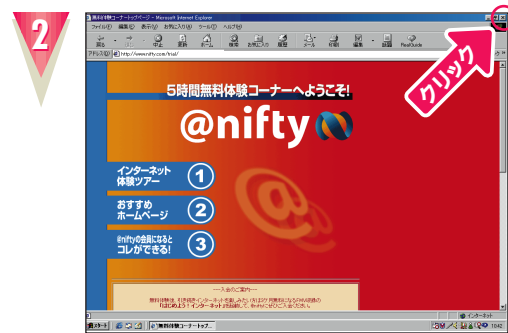 2
無料体験コーナートップページ - Microsoft Internet Explorer
ファイル(F) 編集(E) 表示(V) お気に入り(A) ツール(T) ヘルプ(H)
戻る 中止 更新 ホーム 検索 お気に入り 履歴 メール 印刷 編集 RealGuide
アドレス(D) http://www.nifty.com/trial/
クリック
5時間無料体験コーナーへようこそ!
@nifty
インターネット
体験ツアー
1
おすすめ
ホームページ
2
@niftyの会員になると
コレができる!
3
@
---入会のご案内---
インターネット
スタート
無料体験コーナートップ...
10:42